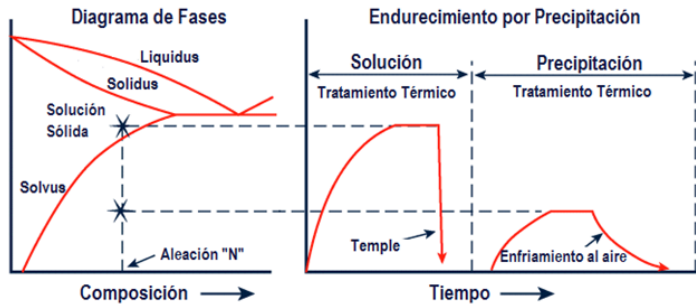 Diagrama de Fases
Liquidus
Solidus
Solución
Sólida
Solvus
Aleación "N"
Composición
Endurecimiento por Precipitación
Solución
Tratamiento Térmico
Precipitación
Tratamiento Térmico
Temple
Enfriamiento al aire
Tiempo